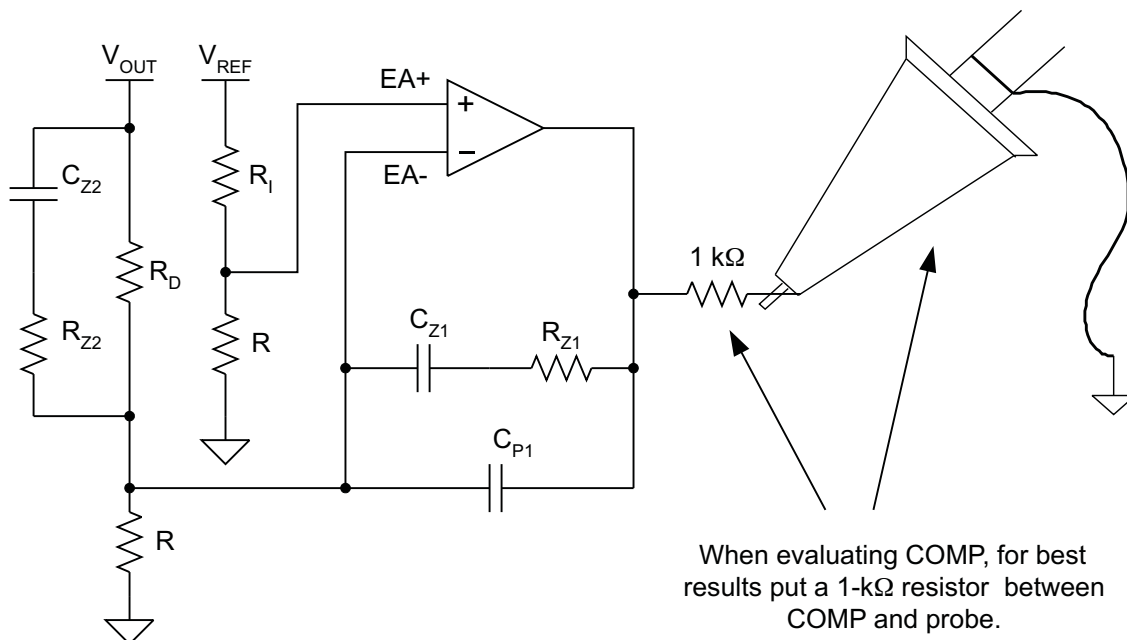 V_OUT
V_REF
EA+
+
−
EA-
C_Z2
R_I
R_D
1 kΩ
R_Z2
R
C_Z1
R_Z1
C_P1
R
When evaluating COMP, for best
results put a 1-kΩ resistor between
COMP and probe.